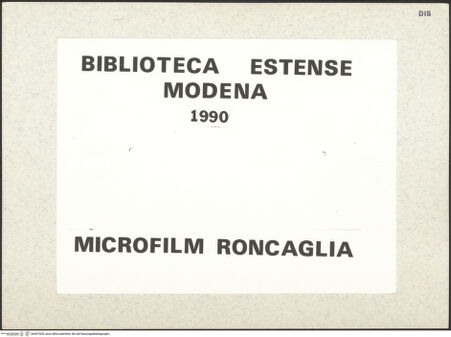 DIS
BIBLIOTECA ESTENSE
MODENA
1990
MICROFILM RONCAGLIA